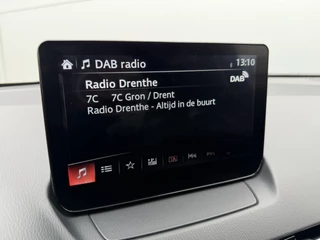 DAB radio 13:10
Radio Drenthe DAB
7C 7C Gron / Drent
Radio Drenthe - Altijd in de buurt